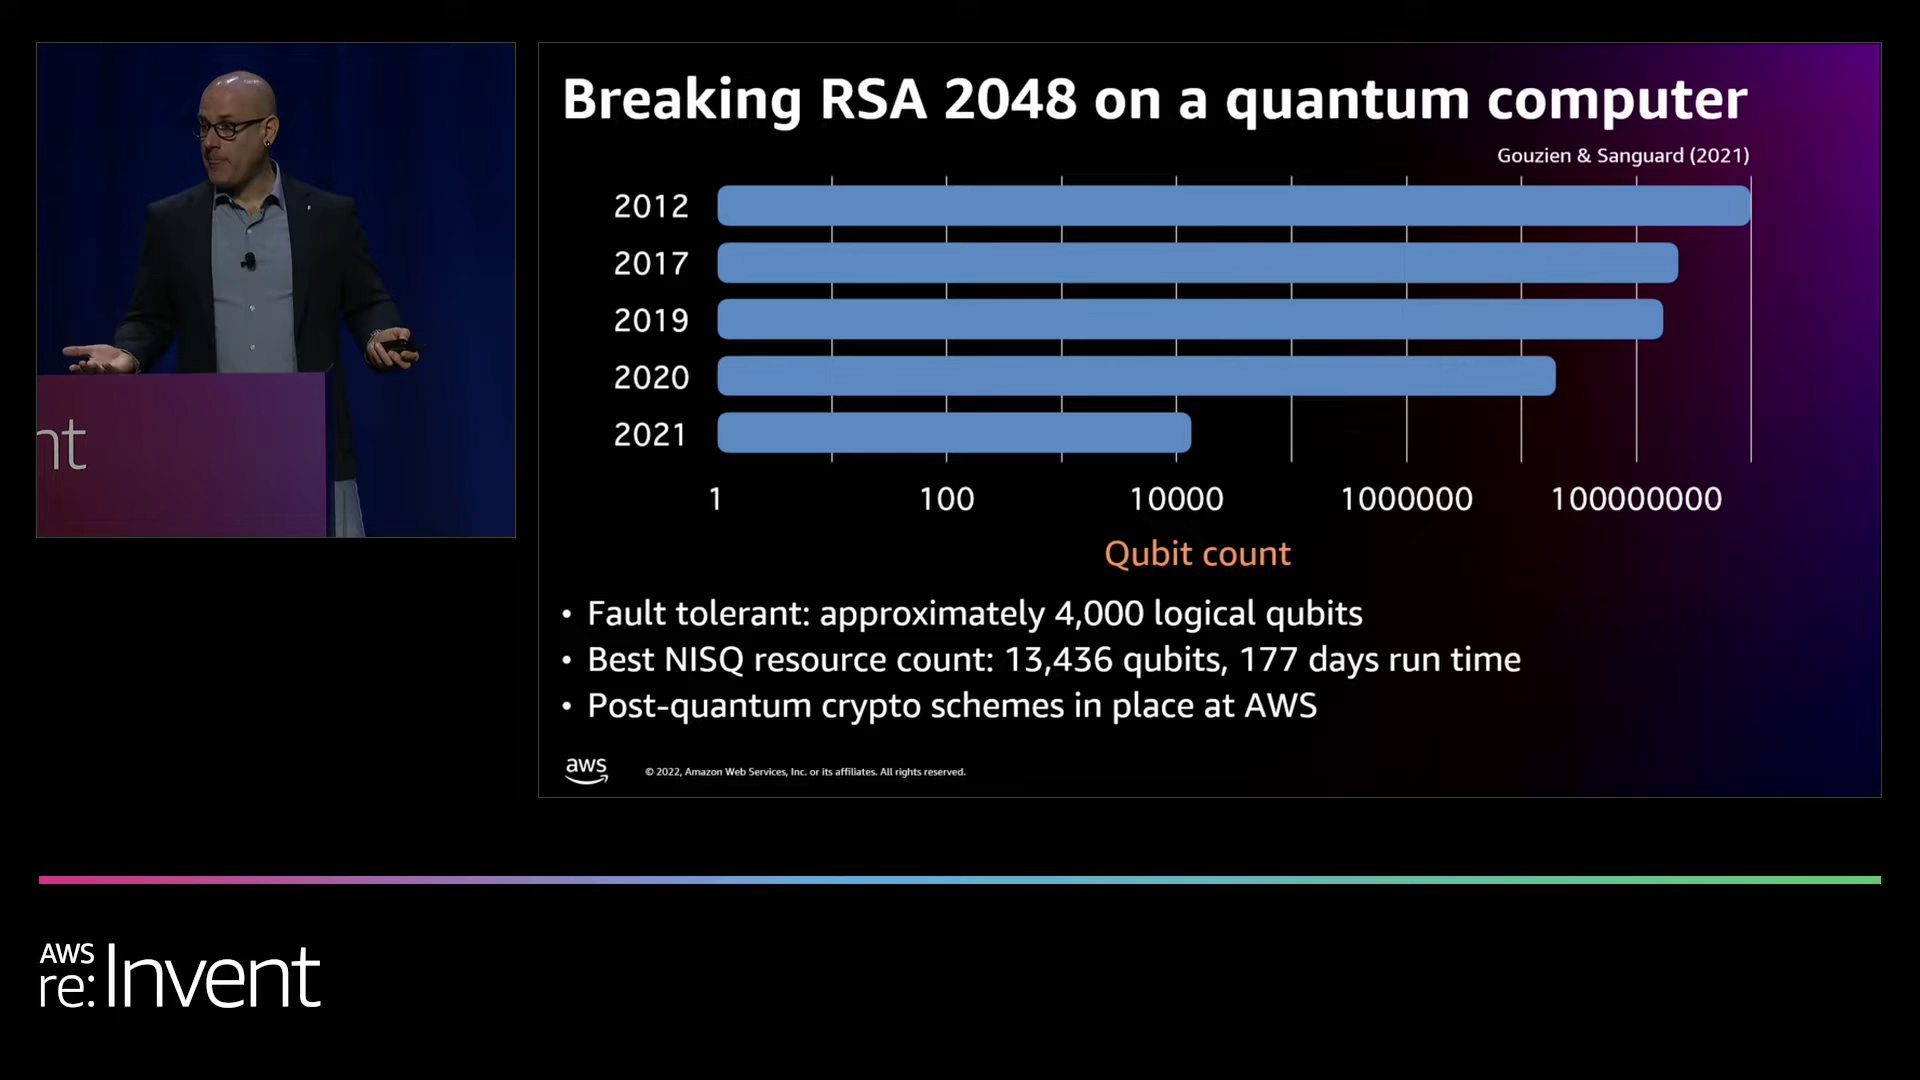 nt
Breaking RSA 2048 on a quantum computer
Gouzien & Sanguard (2021)
2012
2017
2019
2020
2021
1 100 10000 1000000 100000000
Qubit count
• Fault tolerant: approximately 4,000 logical qubits
• Best NISQ resource count: 13,436 qubits, 177 days run time
• Post-quantum crypto schemes in place at AWS
aws
© 2022, Amazon Web Services, Inc. or its affiliates. All rights reserved.
AWS
re:Invent